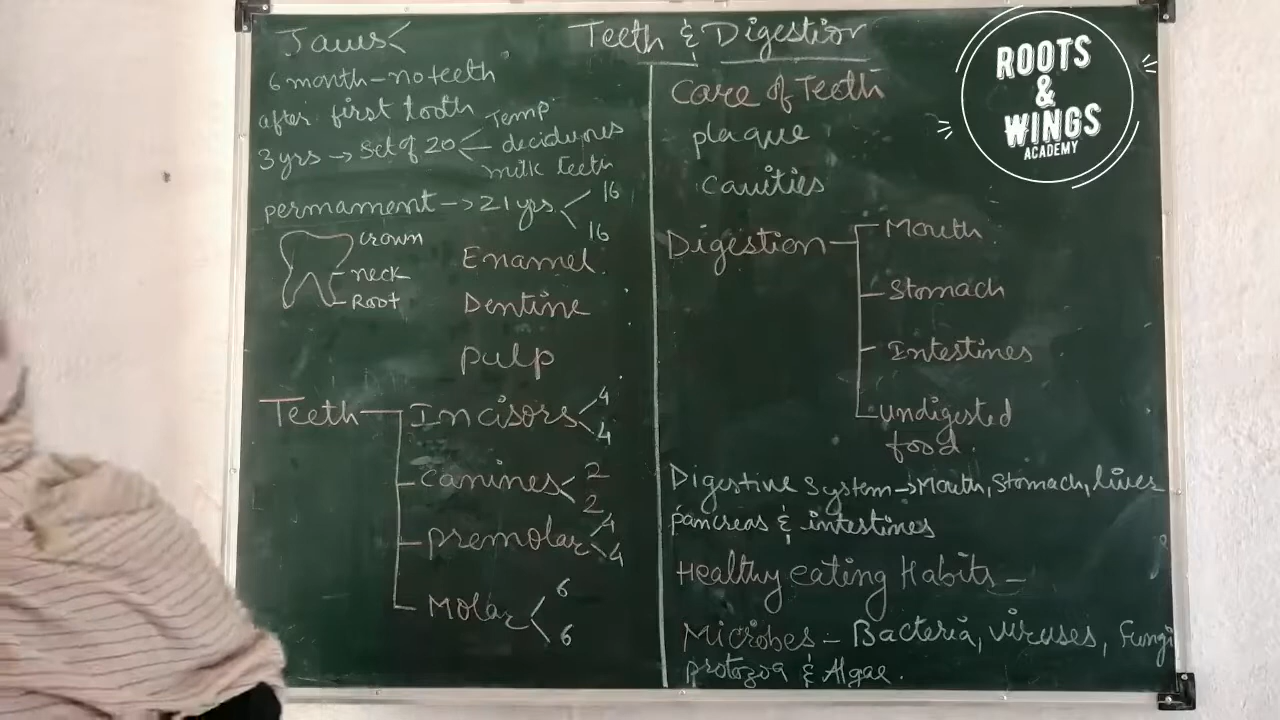 Teeth & Digestion
Jaws
6 month - no teeth
after first tooth
3 yrs → Set of 20
Temp
deciduous
milk teeth
permament → 21 yrs
16
16
crown
neck
Root
Enamel
Dentine
pulp
Teeth
Incisors
4
4
canines
2
2
premolar
4
4
Molar
6
6
Care of Teeth
plaque
cavities
Digestion
Mouth
Stomach
Intestines
undigested
food
Digestive System → Mouth, Stomach, liver
pancreas & intestines
Healthy eating Habits -
Microbes - Bacteria, viruses, Fungi
protozoa & Algae.
ROOTS
&
WINGS
ACADEMY